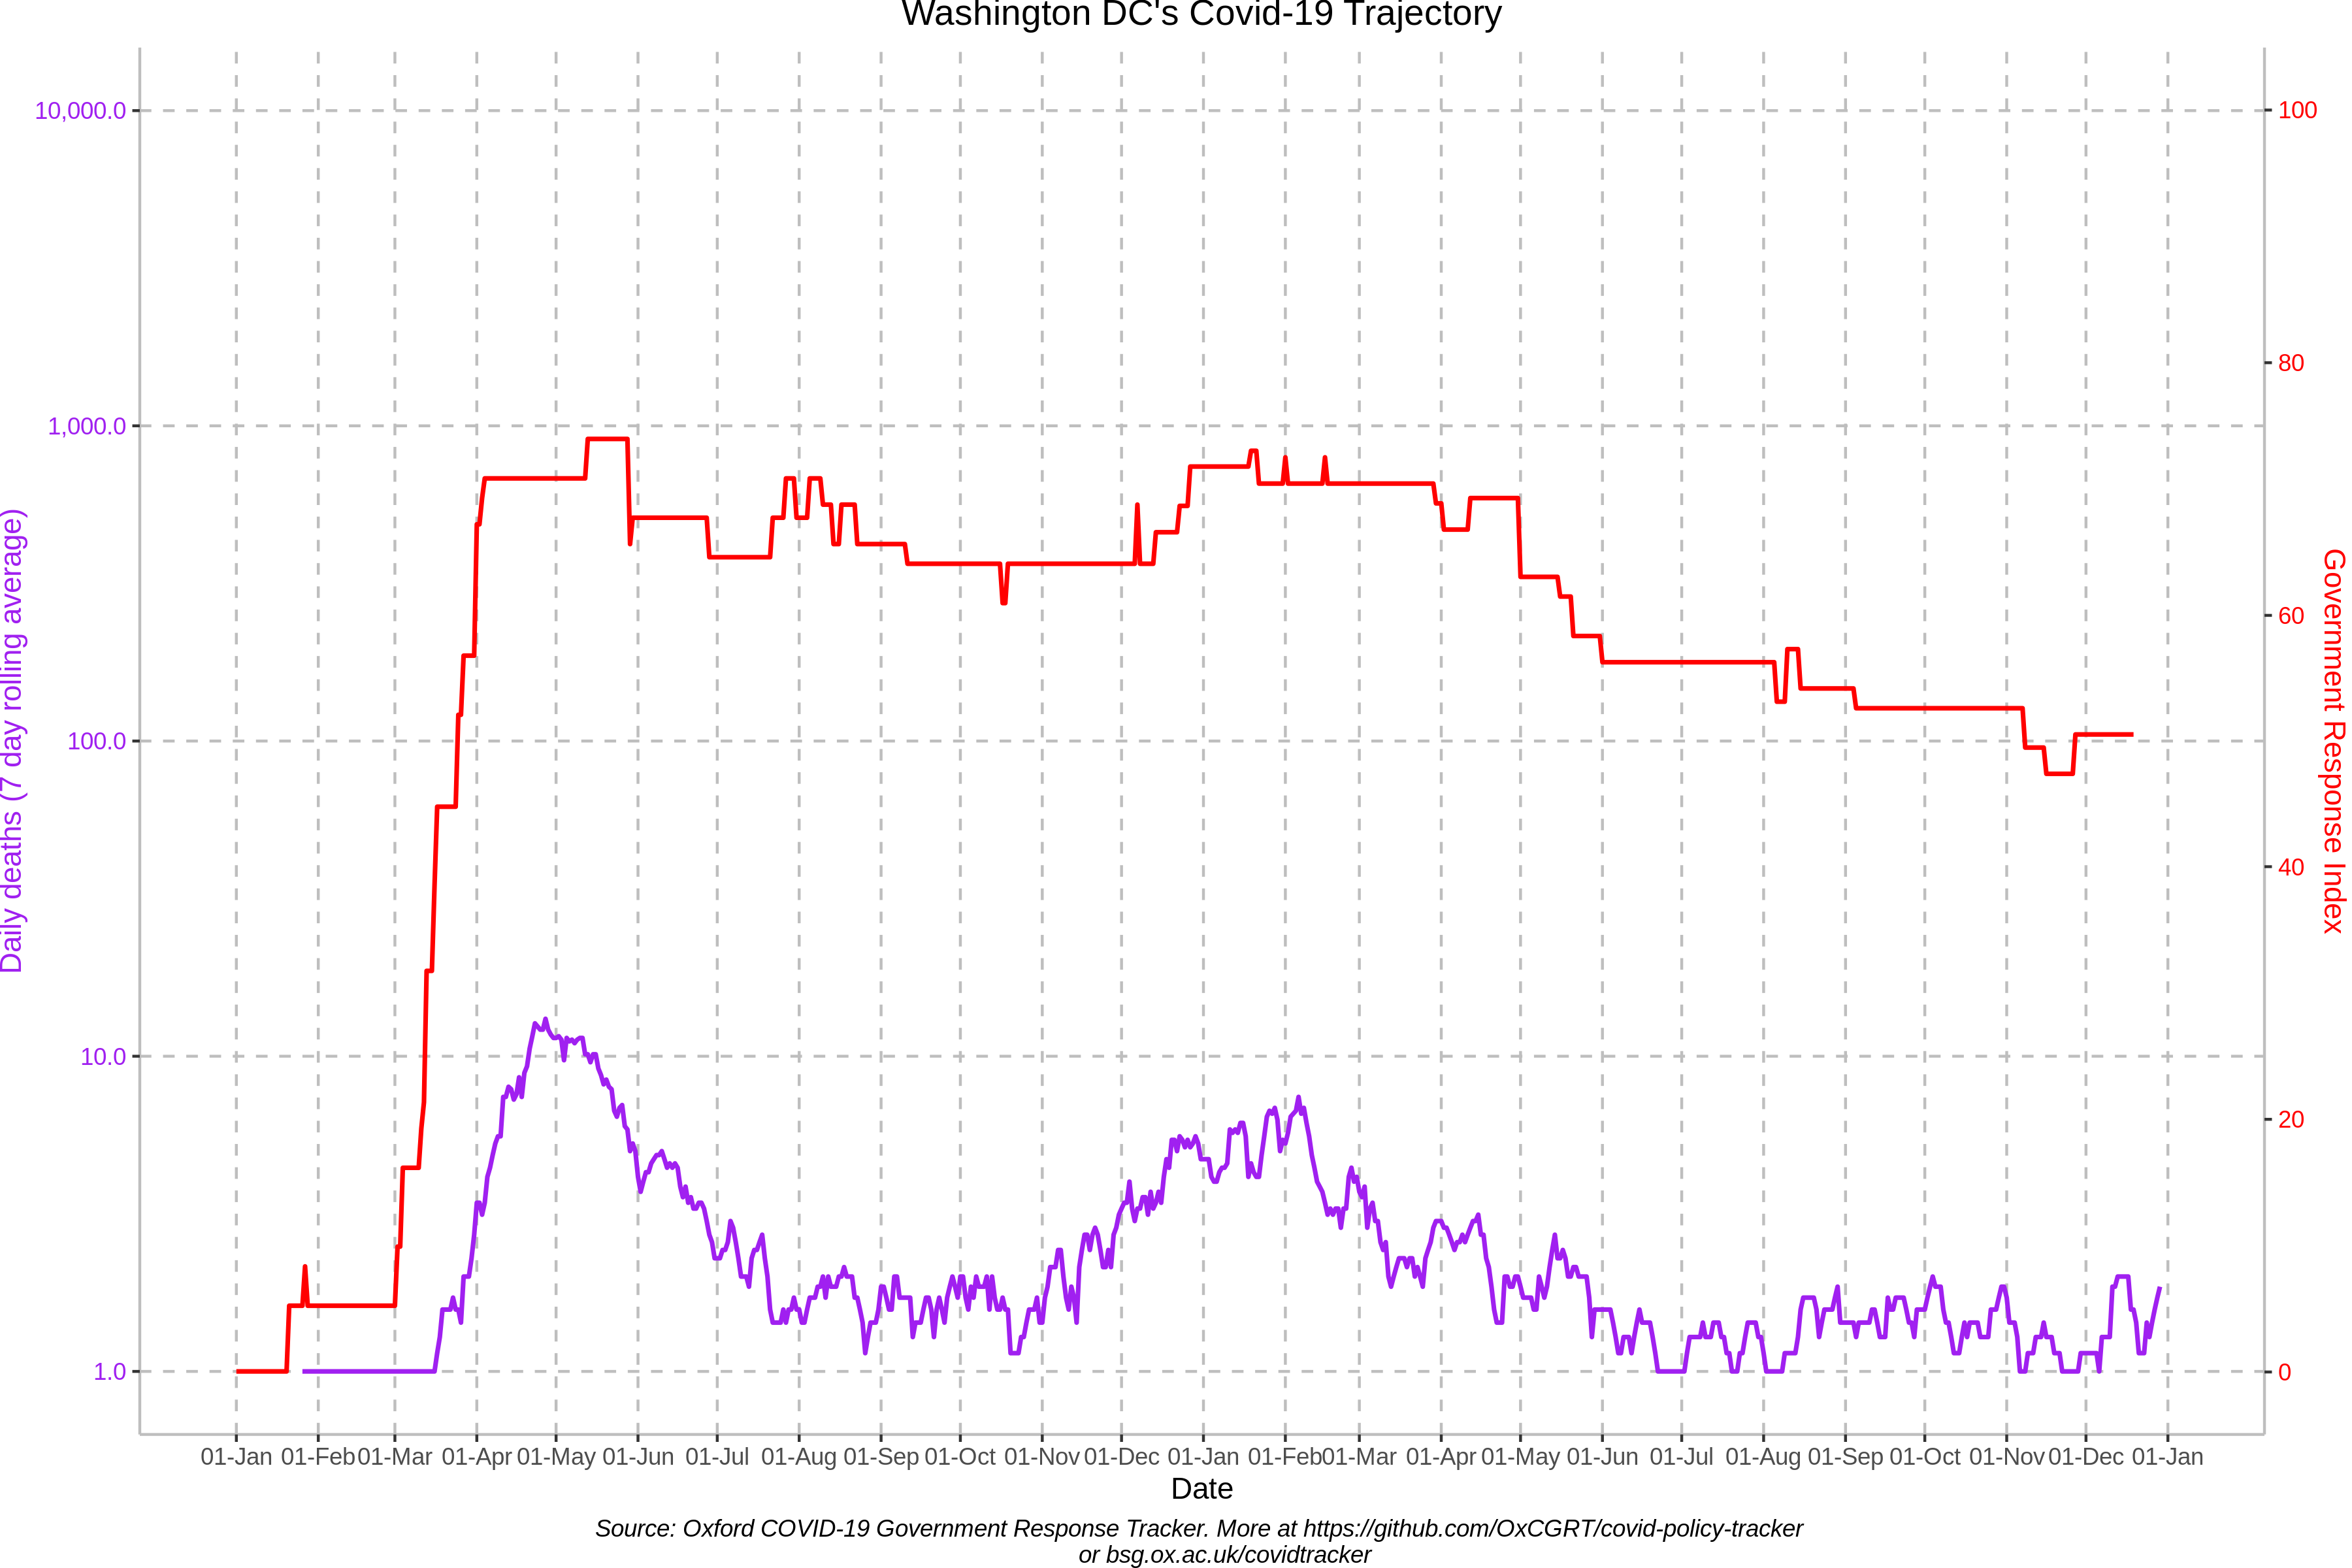 Washington DC's Covid-19 Trajectory
Daily deaths (7 day rolling average)
10,000.0
1,000.0
100.0
10.0
1.0
100
80
60
40
20
0
Government Response Index
01-Jan 01-Feb 01-Mar 01-Apr 01-May 01-Jun 01-Jul 01-Aug 01-Sep 01-Oct 01-Nov 01-Dec 01-Jan 01-Feb 01-Mar 01-Apr 01-May 01-Jun 01-Jul 01-Aug 01-Sep 01-Oct 01-Nov 01-Dec 01-Jan
Date
Source: Oxford COVID-19 Government Response Tracker. More at https://github.com/OxCGRT/covid-policy-tracker
or bsg.ox.ac.uk/covidtracker